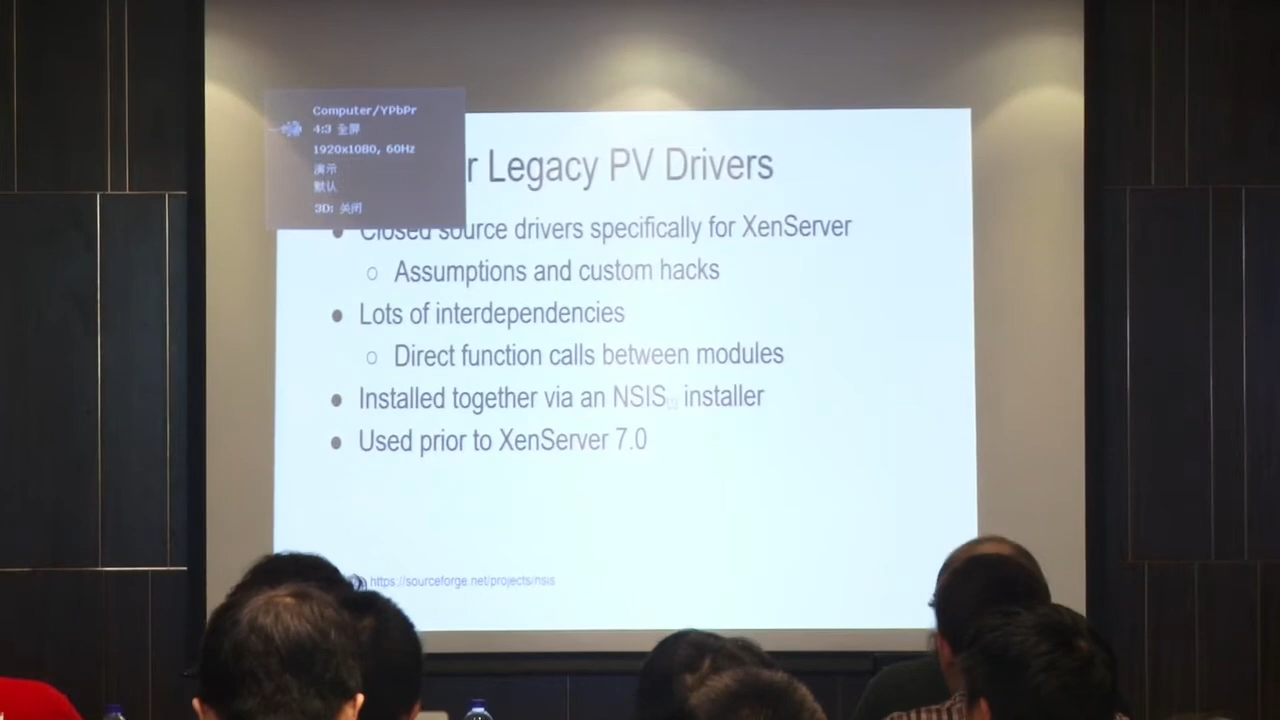 Computer/YPbPr
4:3 全屏
1920x1080, 60Hz
演示
默认
3D: 关闭
r Legacy PV Drivers
Closed source drivers specifically for XenServer
Assumptions and custom hacks
Lots of interdependencies
Direct function calls between modules
Installed together via an NSIS installer
Used prior to XenServer 7.0
https://sourceforge.net/projects/nsis